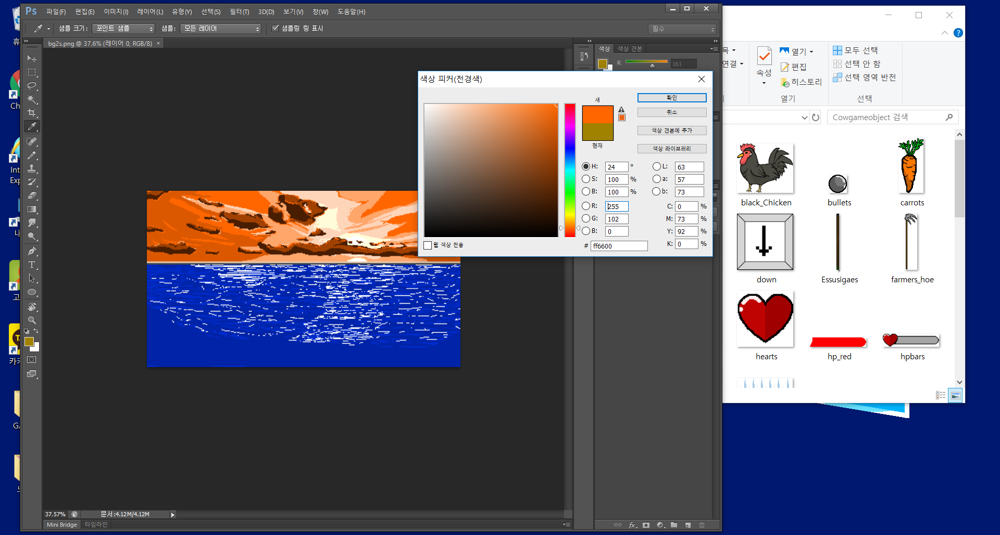 Ps 파일(F) 편집(E) 이미지(I) 레이어(L) 유형(Y) 선택(S) 필터(T) 3D(D) 보기(V) 창(W) 도움말(H)
샘플 크기: 포인트 샘플 샘플: 모든 레이어 샘플링 링 표시 필수
bg2s.png @ 37.6% (레이어 0, RGB/8) ×
색상 색상 견본
R 161
색상 피커(전경색)
새
현재
확인
취소
색상 견본에 추가
색상 라이브러리
H: 24 ° L: 63
S: 100 % a: 57
B: 100 % b: 73
R: 255 C: 0 %
G: 102 M: 73 %
B: 0 Y: 92 %
# ff6600 K: 0 %
웹 색상 전용
37.57% 문서:4.12M/4.12M
Mini Bridge 타임라인
휴
Ch
Int
Exp
나
고
카카
GA
연결
속성
열기
편집
히스토리
열기
모두 선택
선택 안 함
선택 영역 반전
선택
Cowgameobject 검색
black_Chicken bullets carrots
down Essusigaes farmers_hoe
hearts hp_red hpbars